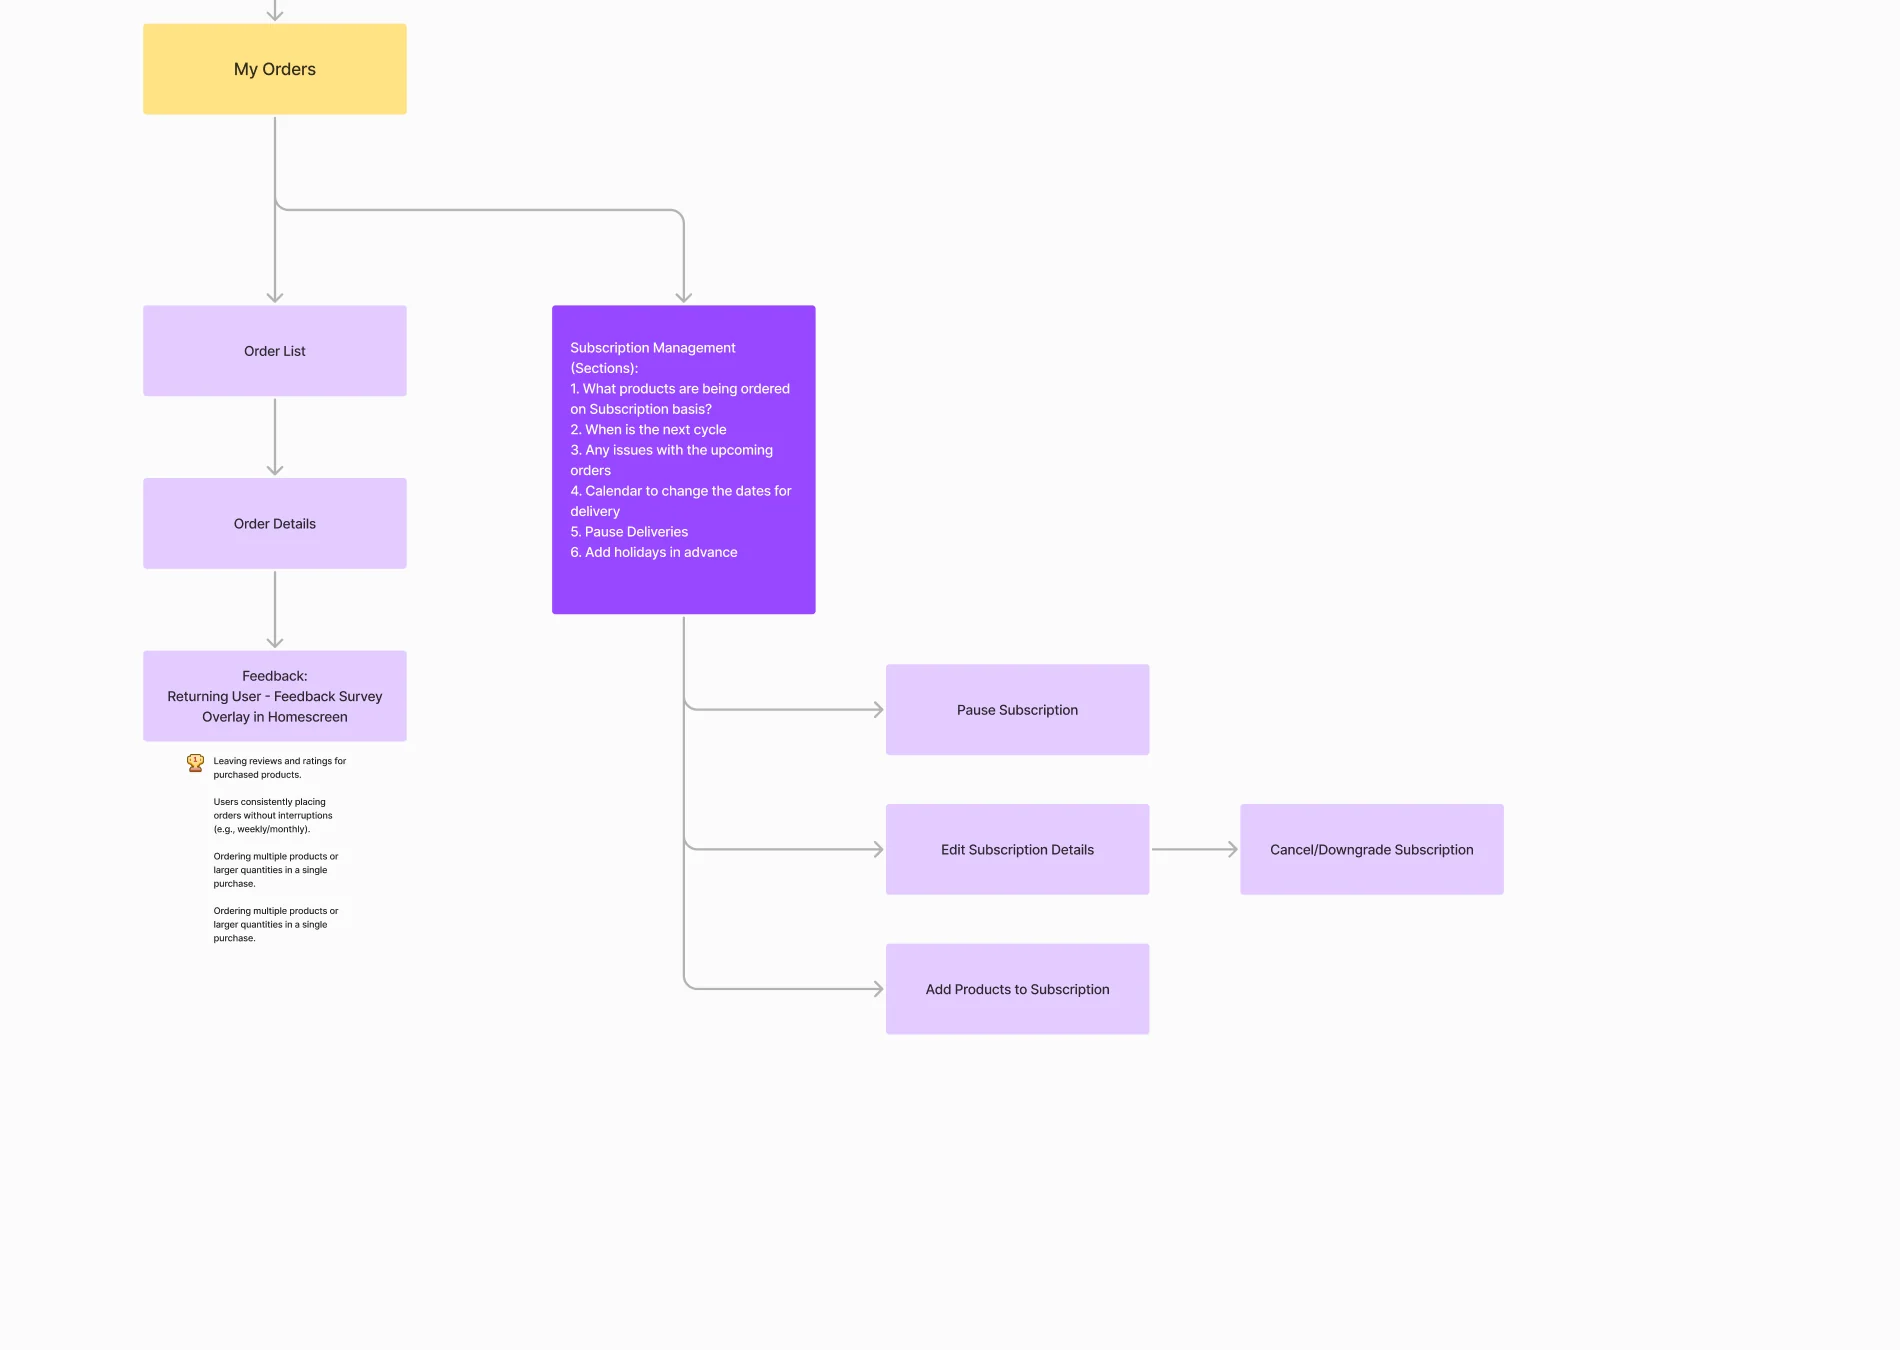 My Orders
Order List
Order Details
Feedback:
Returning User - Feedback Survey
Overlay in Homescreen
Leaving reviews and ratings for
purchased products.
Users consistently placing
orders without interruptions
(e.g., weekly/monthly).
Ordering multiple products or
larger quantities in a single
purchase.
Ordering multiple products or
larger quantities in a single
purchase.
Subscription Management
(Sections):
1. What products are being ordered
on Subscription basis?
2. When is the next cycle
3. Any issues with the upcoming
orders
4. Calendar to change the dates for
delivery
5. Pause Deliveries
6. Add holidays in advance
Pause Subscription
Edit Subscription Details
Cancel/Downgrade Subscription
Add Products to Subscription